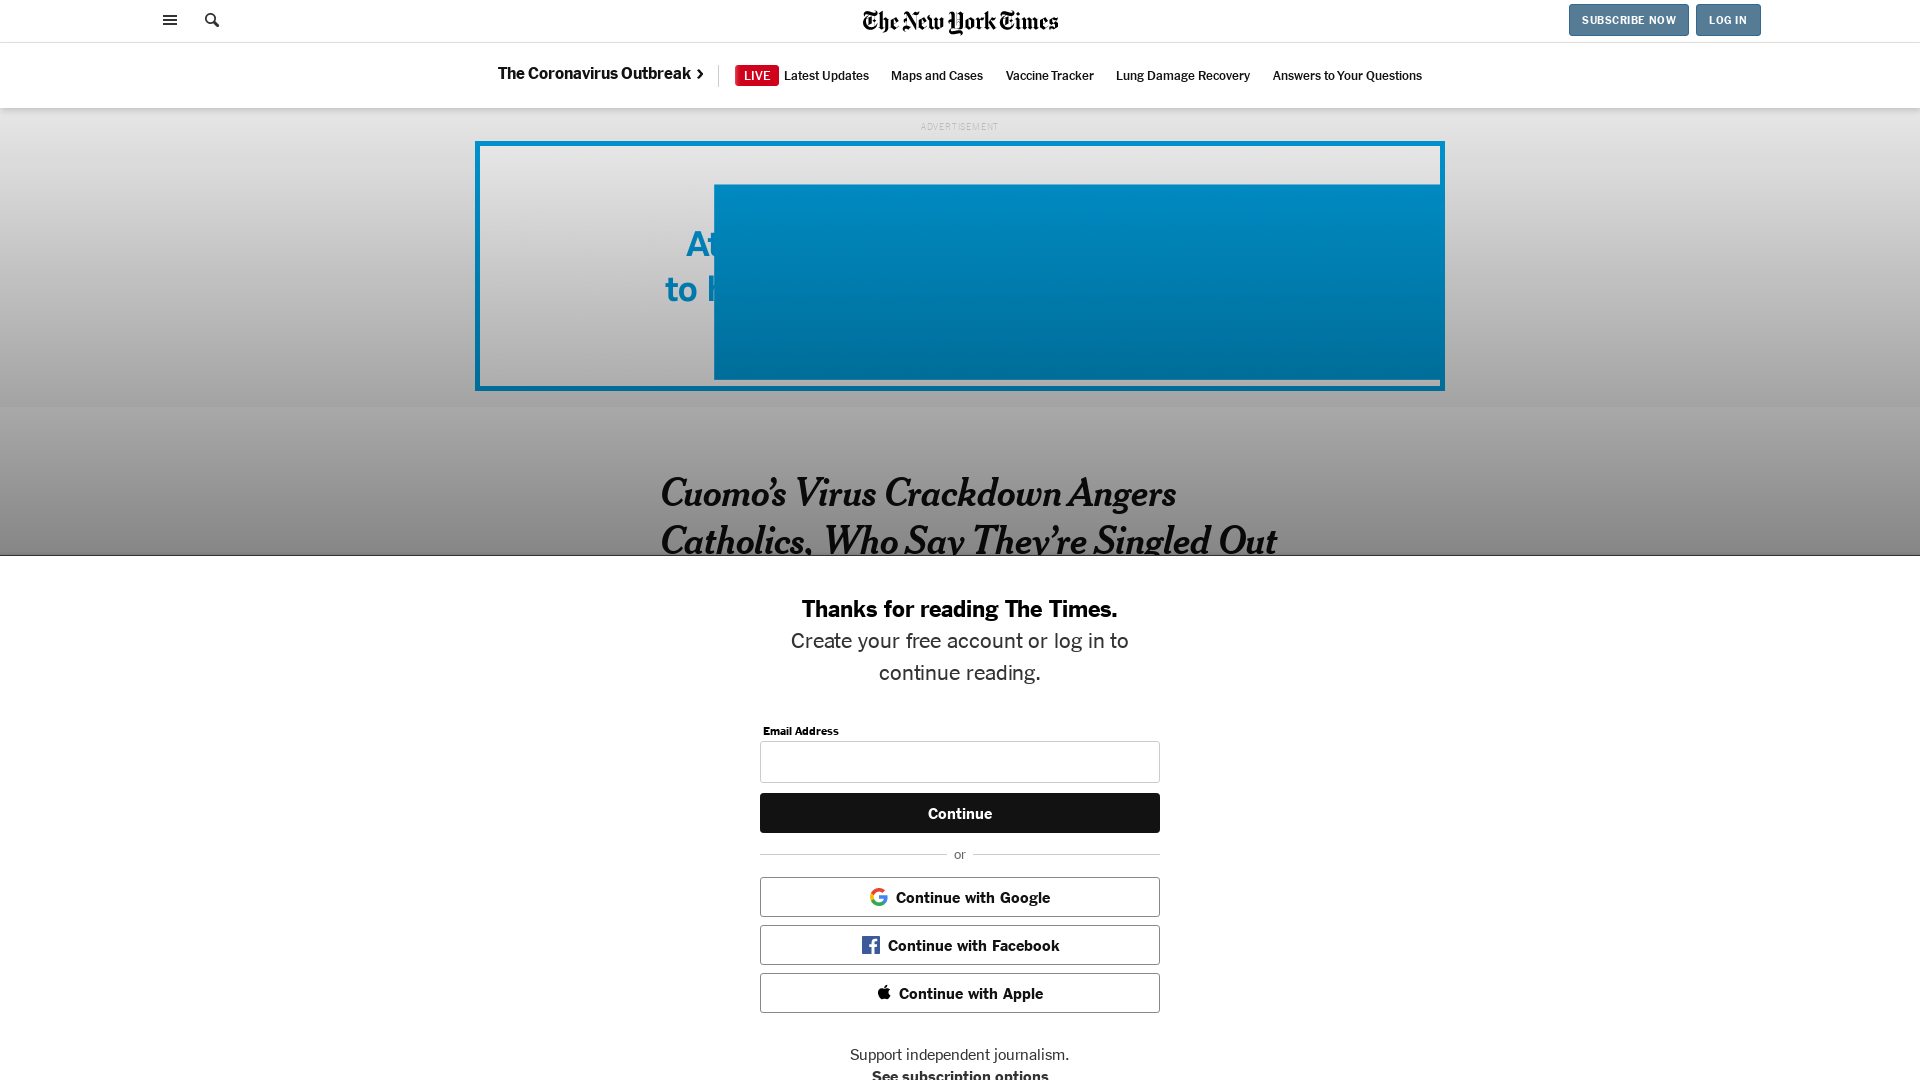 The New York Times
SUBSCRIBE NOW
LOG IN
The Coronavirus Outbreak
LIVE Latest Updates
Maps and Cases
Vaccine Tracker
Lung Damage Recovery
Answers to Your Questions
ADVERTISEMENT
At
to
Cuomo's Virus Crackdown Angers
Catholics, Who Say They're Singled Out
Thanks for reading The Times.
Create your free account or log in to
continue reading.
Email Address
Continue
or
Continue with Google
Continue with Facebook
Continue with Apple
Support independent journalism.
See subscription options